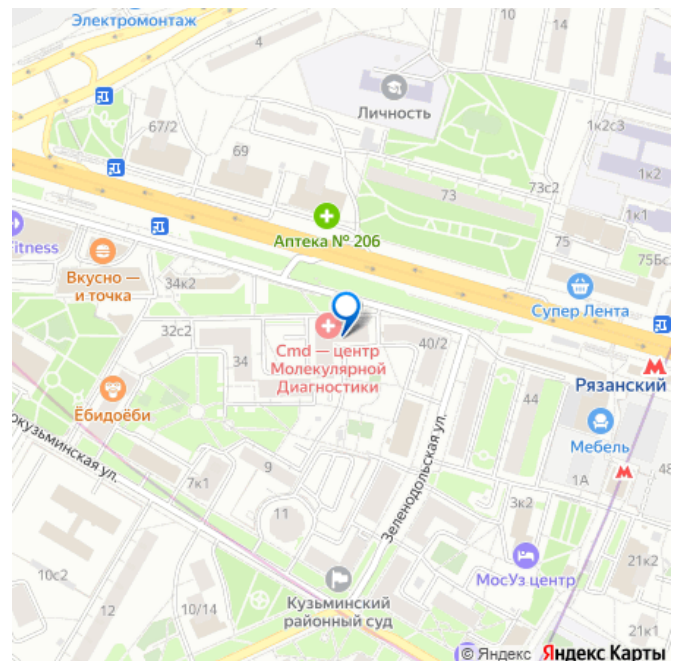 Электромонтаж
10
14
4
Личность
67/2
69
1к2с3
1к2
73
73с2
1к1
75
75Бс
Аптека № 206
itness
Вкусно —
и точка
34к2
Супер Лента
32с2
34
Cmd — центр
Молекулярной
Диагностики
40/2
Рязанский
44
Ёбидоёби
Мебель
окузьминская ул.
Зеленодольская ул.
7к1
9
1А
48
11
3к2
МосУз центр
21к2
10с2
12
10/14
Кузьминский
районный суд
21к1
© Яндекс Яндекс Карты